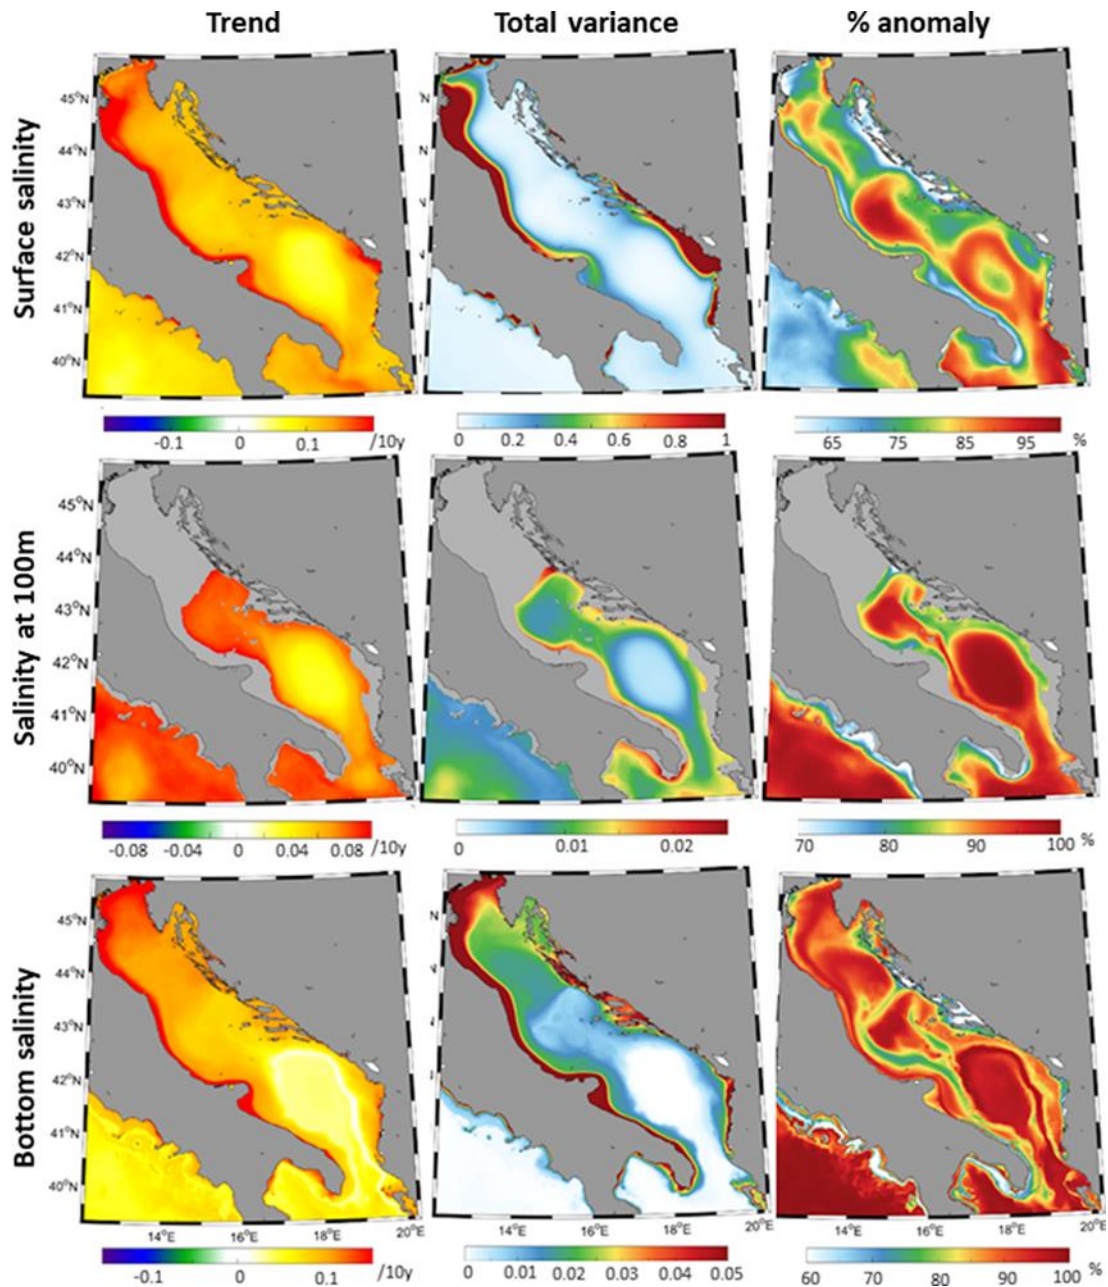 Trend Total variance % anomaly
Surface salinity
45°N
44°N
43°N
42°N
41°N
40°N
N
N
-0.1 0 0.1 /10y
0 0.2 0.4 0.6 0.8 1
65 75 85 95 %
Salinity at 100m
45°N
44°N
43°N
42°N
41°N
40°N
-0.08 -0.04 0 0.04 0.08 /10y
0 0.01 0.02
70 80 90 100 %
Bottom salinity
45°N
44°N
43°N
42°N
41°N
40°N
N
N
14°E 16°E 18°E 20°E
14°E 16°E 18°E 20°E
14°E 16°E 18°E 20°E
-0.1 0 0.1 /10y
0 0.01 0.02 0.03 0.04 0.05
60 70 80 90 100 %